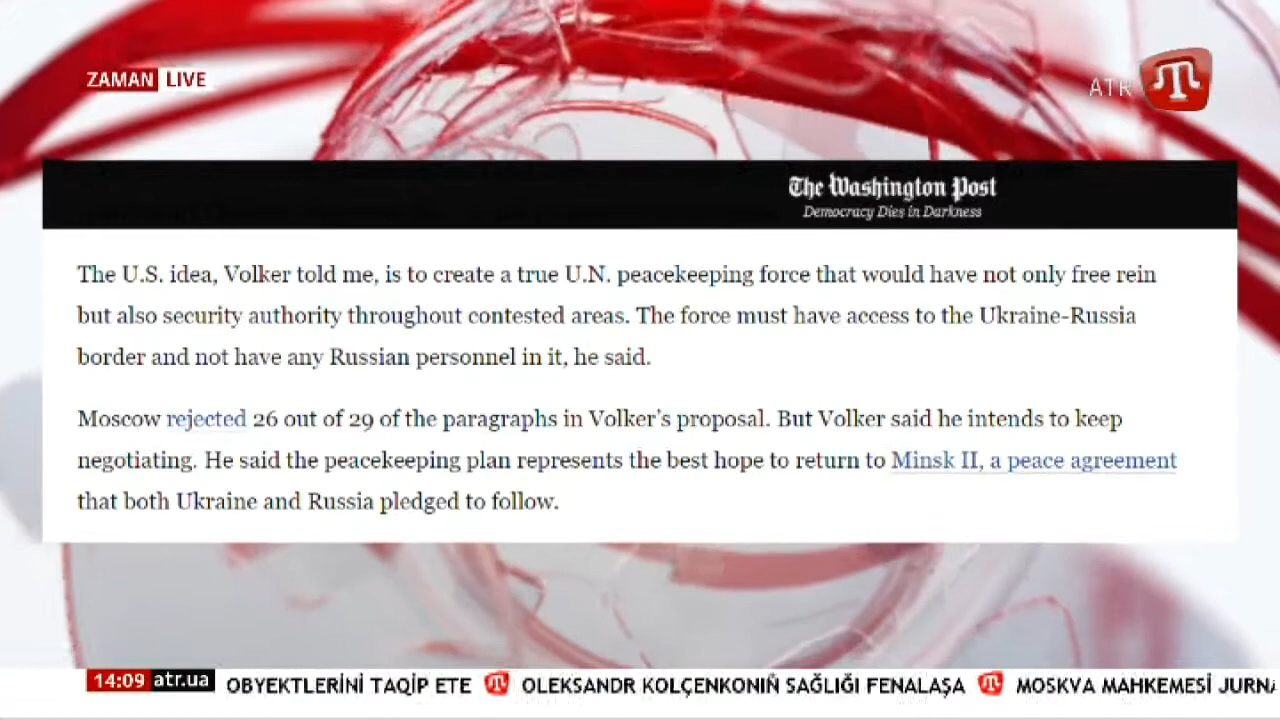 ZAMAN LIVE
ATR
The Washington Post
Democracy Dies in Darkness
The U.S. idea, Volker told me, is to create a true U.N. peacekeeping force that would have not only free rein
but also security authority throughout contested areas. The force must have access to the Ukraine-Russia
border and not have any Russian personnel in it, he said.
Moscow rejected 26 out of 29 of the paragraphs in Volker's proposal. But Volker said he intends to keep
negotiating. He said the peacekeeping plan represents the best hope to return to Minsk II, a peace agreement
that both Ukraine and Russia pledged to follow.
14:09 atr.ua OBYEKTLERİNİ TAQİP ETE OLEKSANDR KOLÇENKONIÑ SAĞLIĞI FENALAŞA MOSKVA MAHKEMESİ JURNA